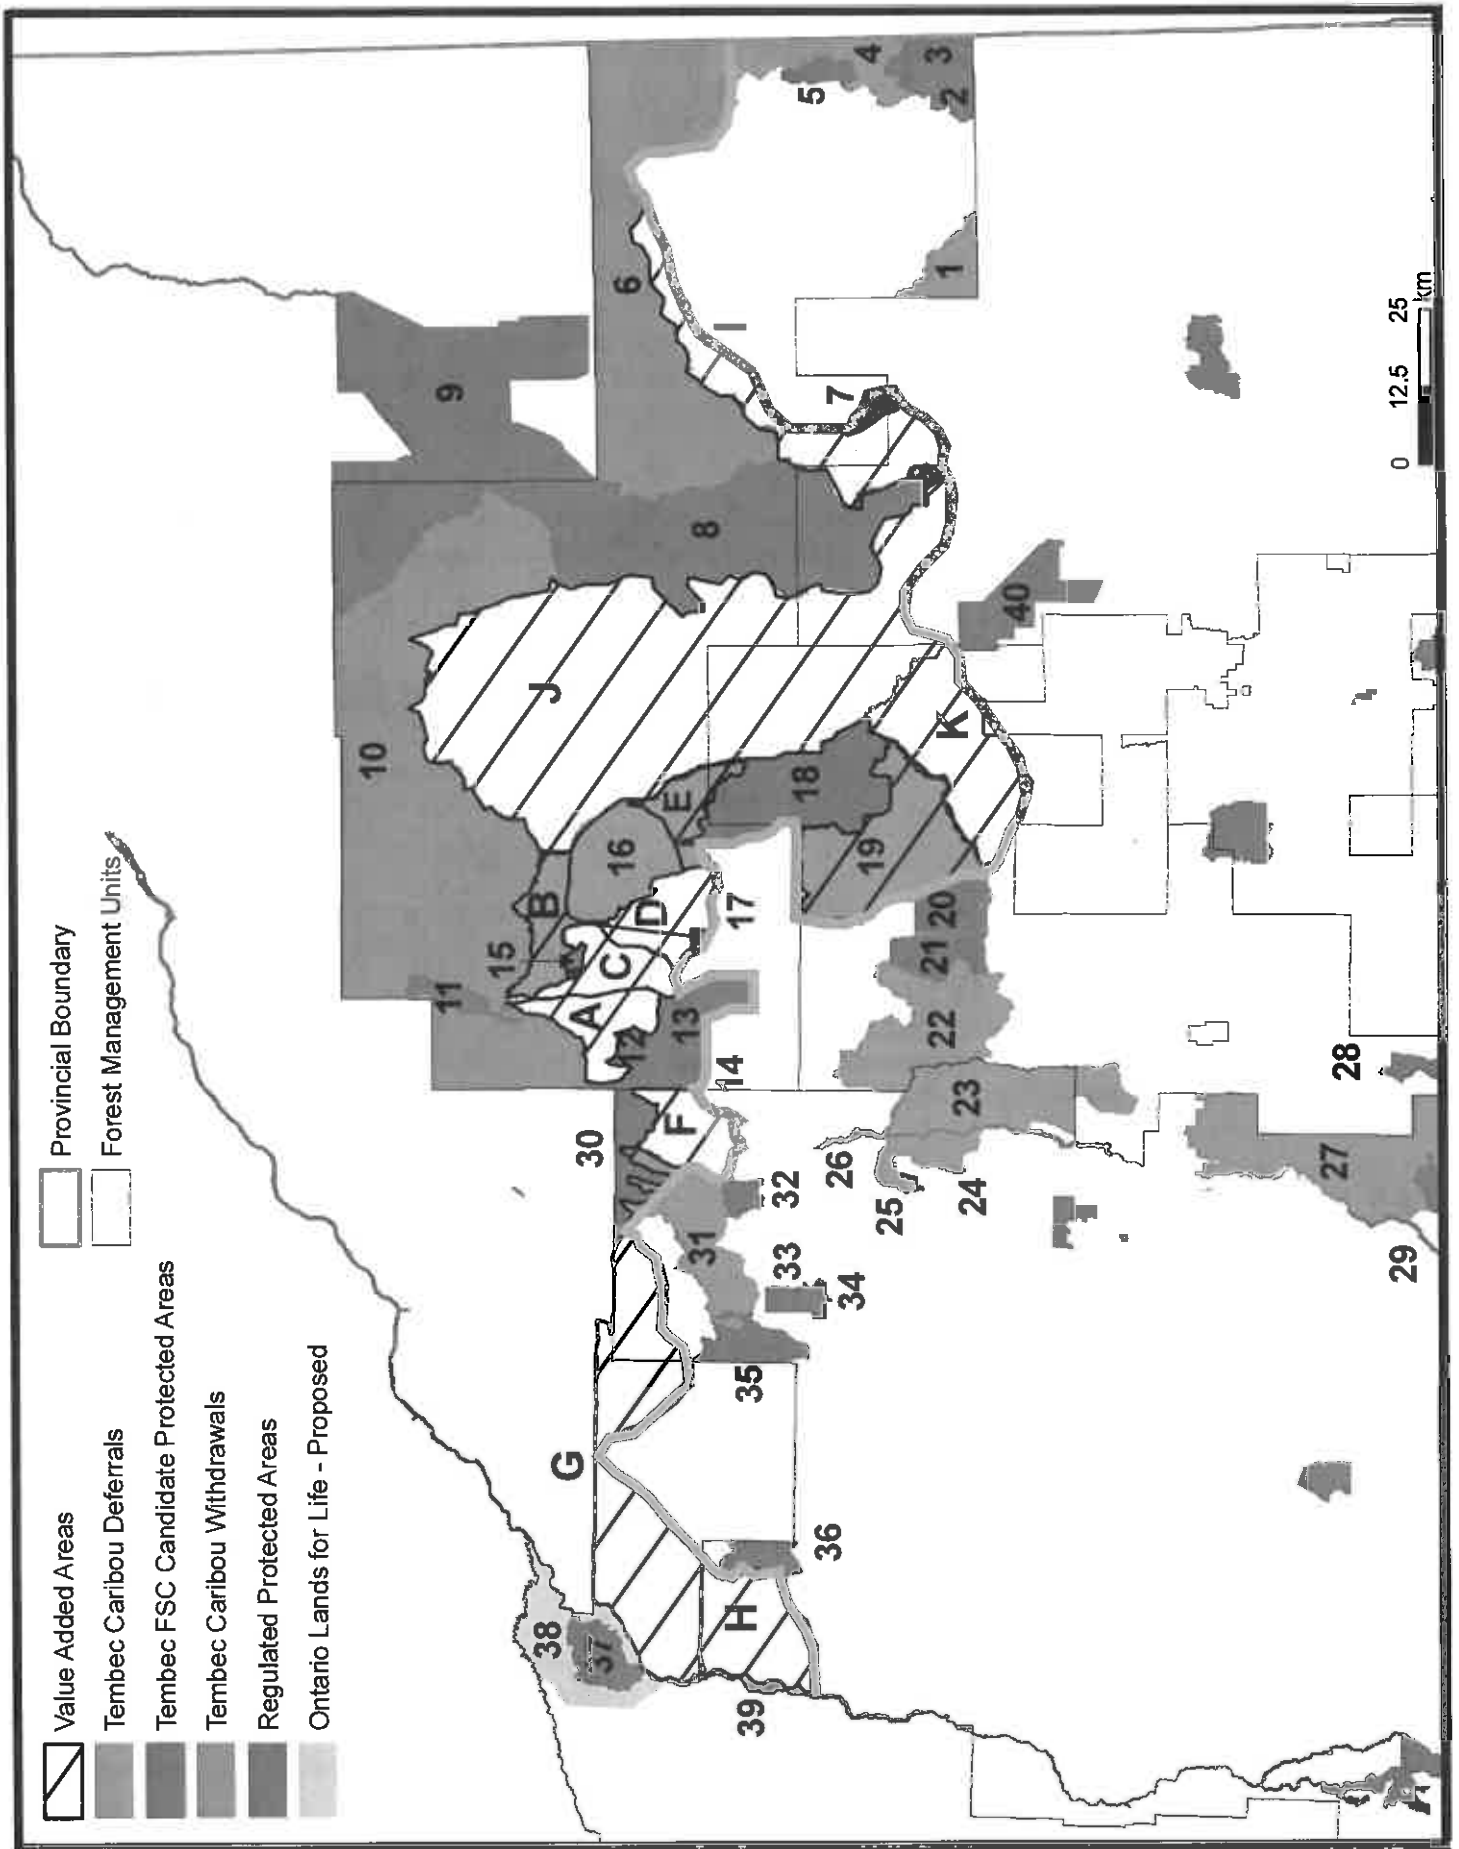 Value Added Areas
Tembec Caribou Deferrals
Tembec FSC Candidate Protected Areas
Tembec Caribou Withdrawals
Regulated Protected Areas
Ontario Lands for Life - Proposed
Provincial Boundary
Forest Management Units
10
11
9
15
38
B
J
G
A
30
37
C
16
6
12
D
F
E
13
31
8
14
I
H
17
39
35
32
33
18
5
36
26
7
34
19
4
25
21
3
22
20
1
K
2
24
23
40
27
28
29
0 12.5 25
km